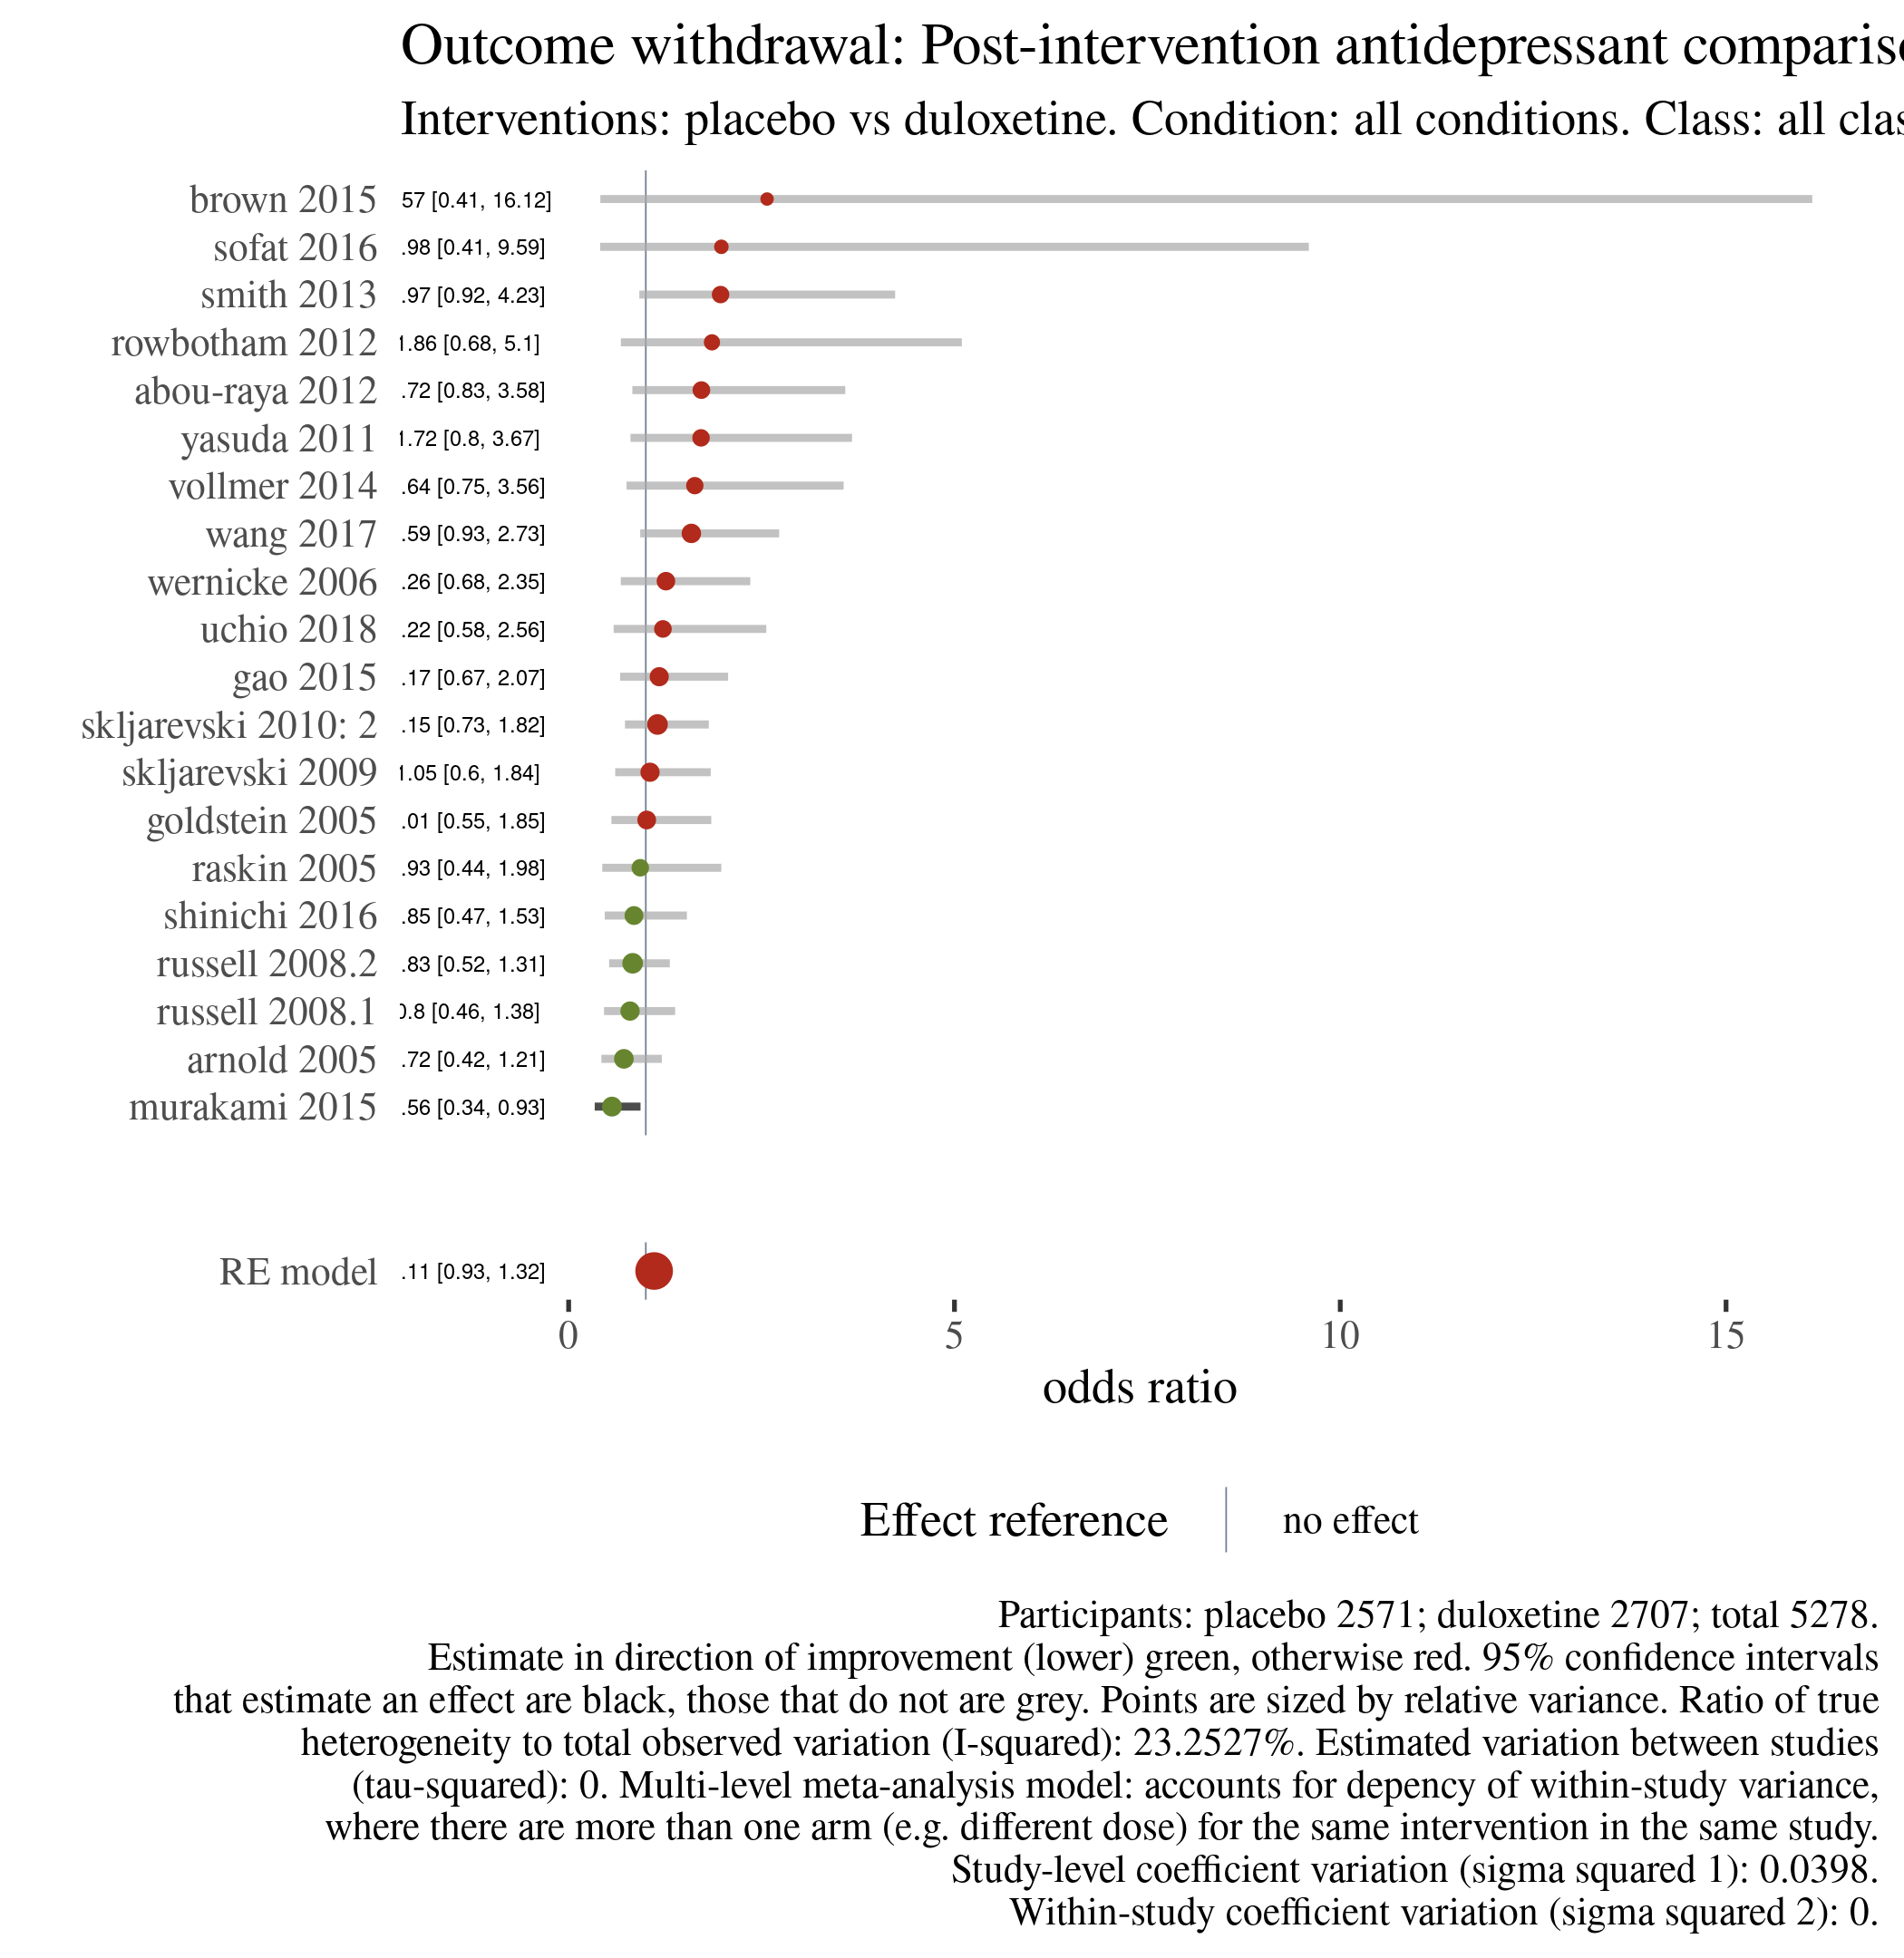 Outcome withdrawal: Post-intervention antidepressant
Interventions: placebo vs duloxetine. Condition: all conditions. Class: all
brown 2015 57 [0.41, 16.12]
sofat 2016 .98 [0.41, 9.59]
smith 2013 .97 [0.92, 4.23]
rowbotham 2012 1.86 [0.68, 5.1]
abou-raya 2012 .72 [0.83, 3.58]
yasuda 2011 1.72 [0.8, 3.67]
vollmer 2014 .64 [0.75, 3.56]
wang 2017 .59 [0.93, 2.73]
wernicke 2006 .26 [0.68, 2.35]
uchio 2018 .22 [0.58, 2.56]
gao 2015 .17 [0.67, 2.07]
skljarevski 2010: 2 .15 [0.73, 1.82]
skljarevski 2009 1.05 [0.6, 1.84]
goldstein 2005 .01 [0.55, 1.85]
raskin 2005 .93 [0.44, 1.98]
shinichi 2016 .85 [0.47, 1.53]
russell 2008.2 .83 [0.52, 1.31]
russell 2008.1 0.8 [0.46, 1.38]
arnold 2005 .72 [0.42, 1.21]
murakami 2015 .56 [0.34, 0.93]
RE model .11 [0.93, 1.32]
0 5 10 15
odds ratio
Effect reference no effect
Participants: placebo 2571; duloxetine 2707; total 5278.
Estimate in direction of improvement (lower) green, otherwise red. 95% confidence intervals
that estimate an effect are black, those that do not are grey. Points are sized by relative variance. Ratio of true
heterogeneity to total observed variation (I-squared): 23.2527%. Estimated variation between studies
(tau-squared): 0. Multi-level meta-analysis model: accounts for depency of within-study variance,
where there are more than one arm (e.g. different dose) for the same intervention in the same study.
Study-level coefficient variation (sigma squared 1): 0.0398.
Within-study coefficient variation (sigma squared 2): 0.